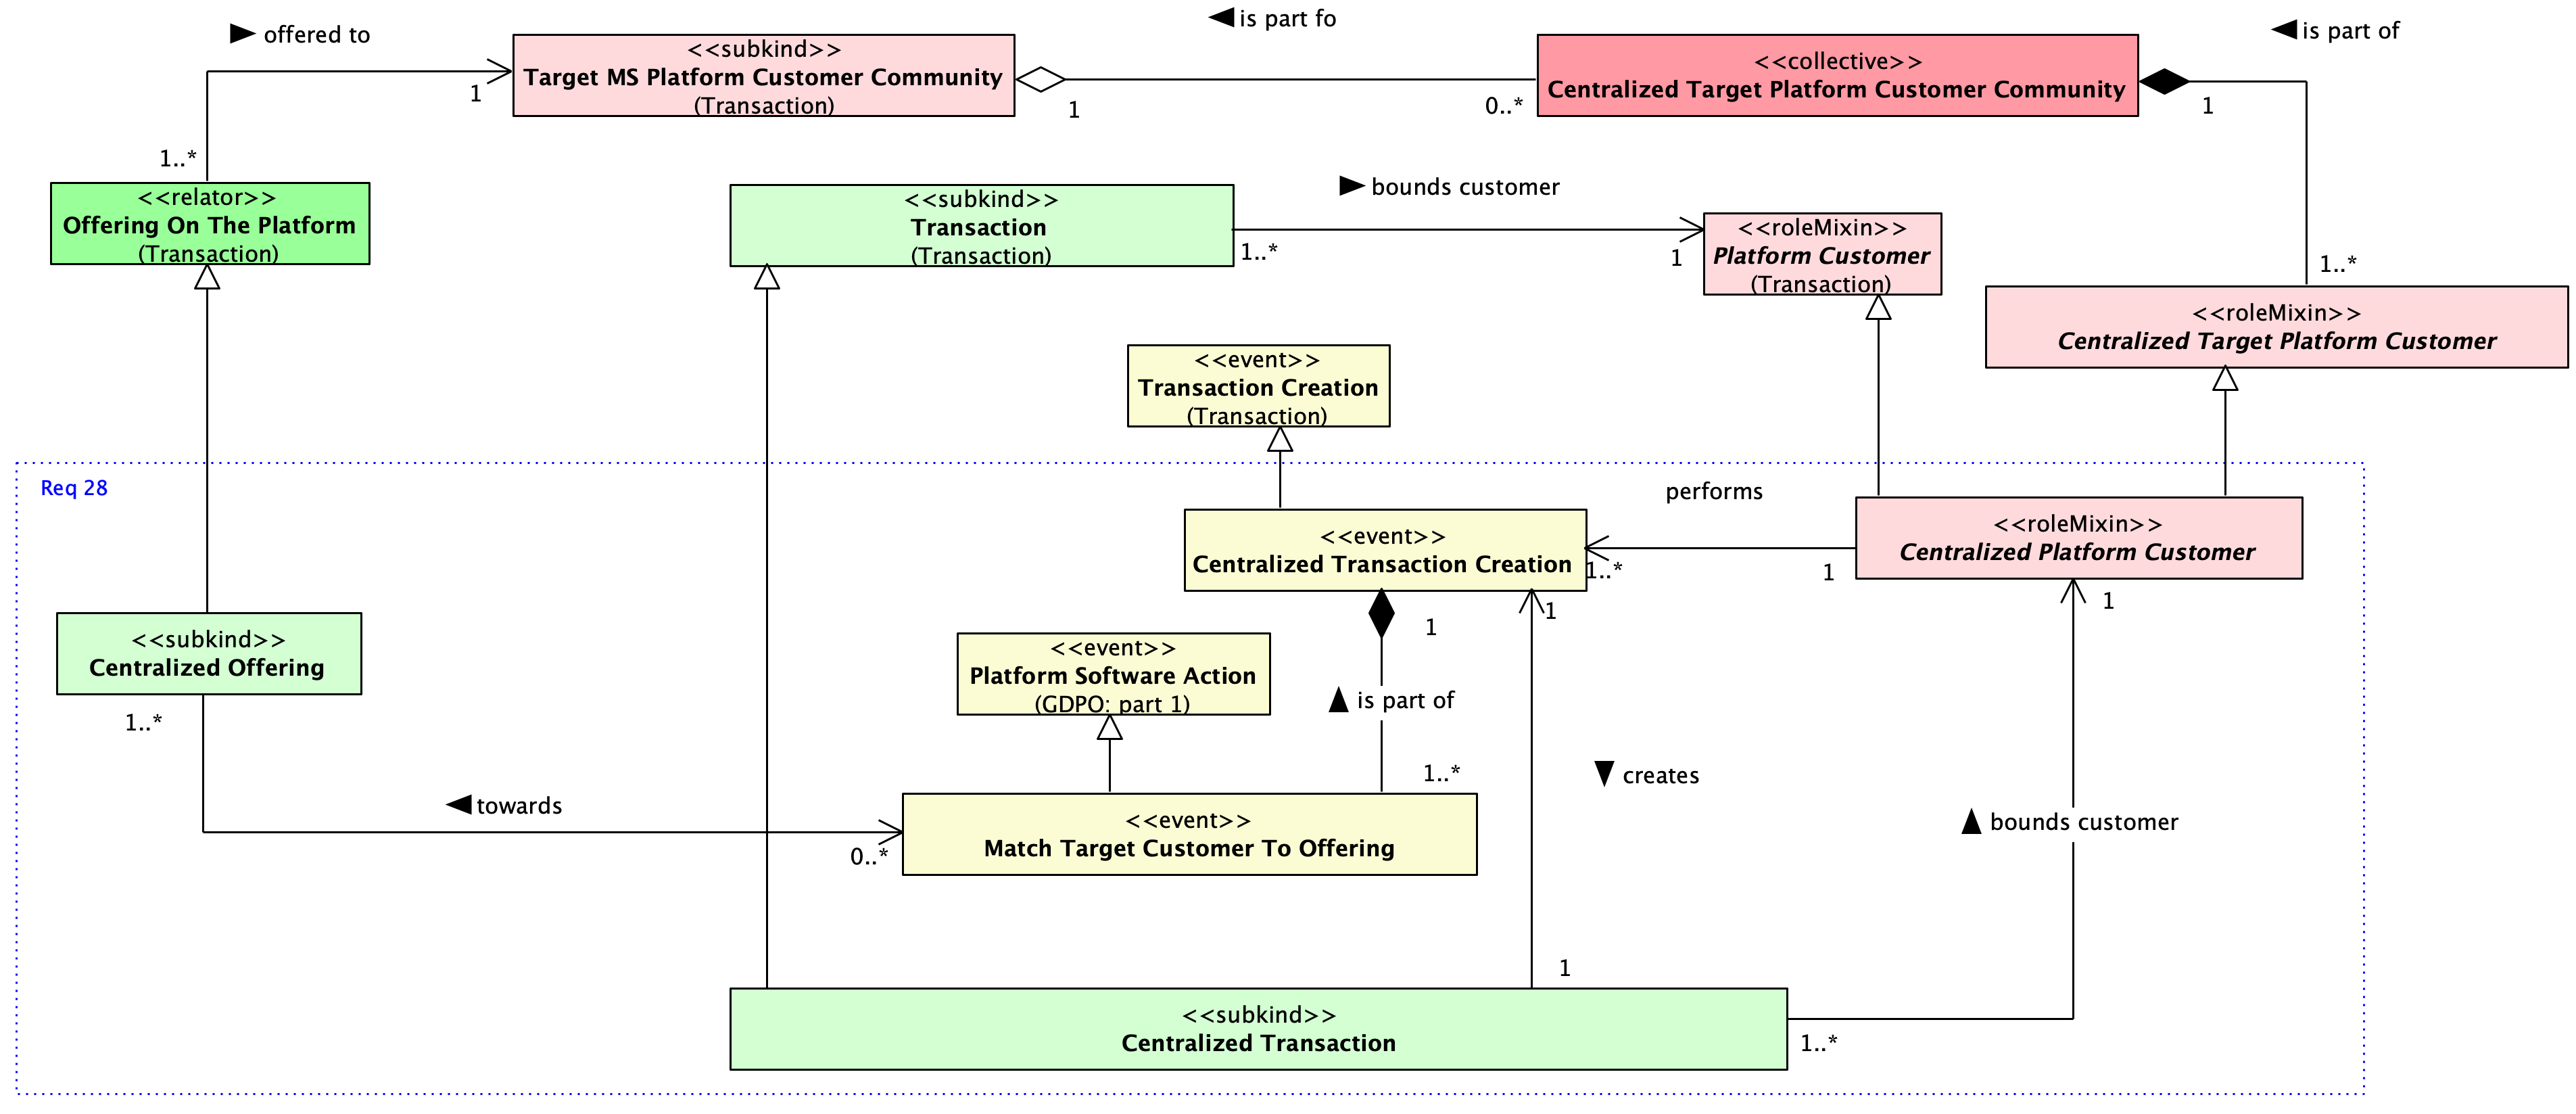 is part fo
is part of
offered to
<<subkind>>
Target MS Platform Customer Community
(Transaction)
1
1
0..*
<<collective>>
Centralized Target Platform Customer Community
1
1..*
<<relator>>
Offering On The Platform
(Transaction)
<<subkind>>
Transaction
(Transaction)
bounds customer
1..*
1
<<roleMixin>>
Platform Customer
(Transaction)
1..*
<<roleMixin>>
Centralized Target Platform Customer
<<event>>
Transaction Creation
(Transaction)
Req 28
performs
<<event>>
Centralized Transaction Creation
1..*
1
<<roleMixin>>
Centralized Platform Customer
1
1
1
<<subkind>>
Centralized Offering
1..*
<<event>>
Platform Software Action
(GDPO: part 1)
is part of
1..*
creates
towards
0..*
<<event>>
Match Target Customer To Offering
bounds customer
1
<<subkind>>
Centralized Transaction
1..*